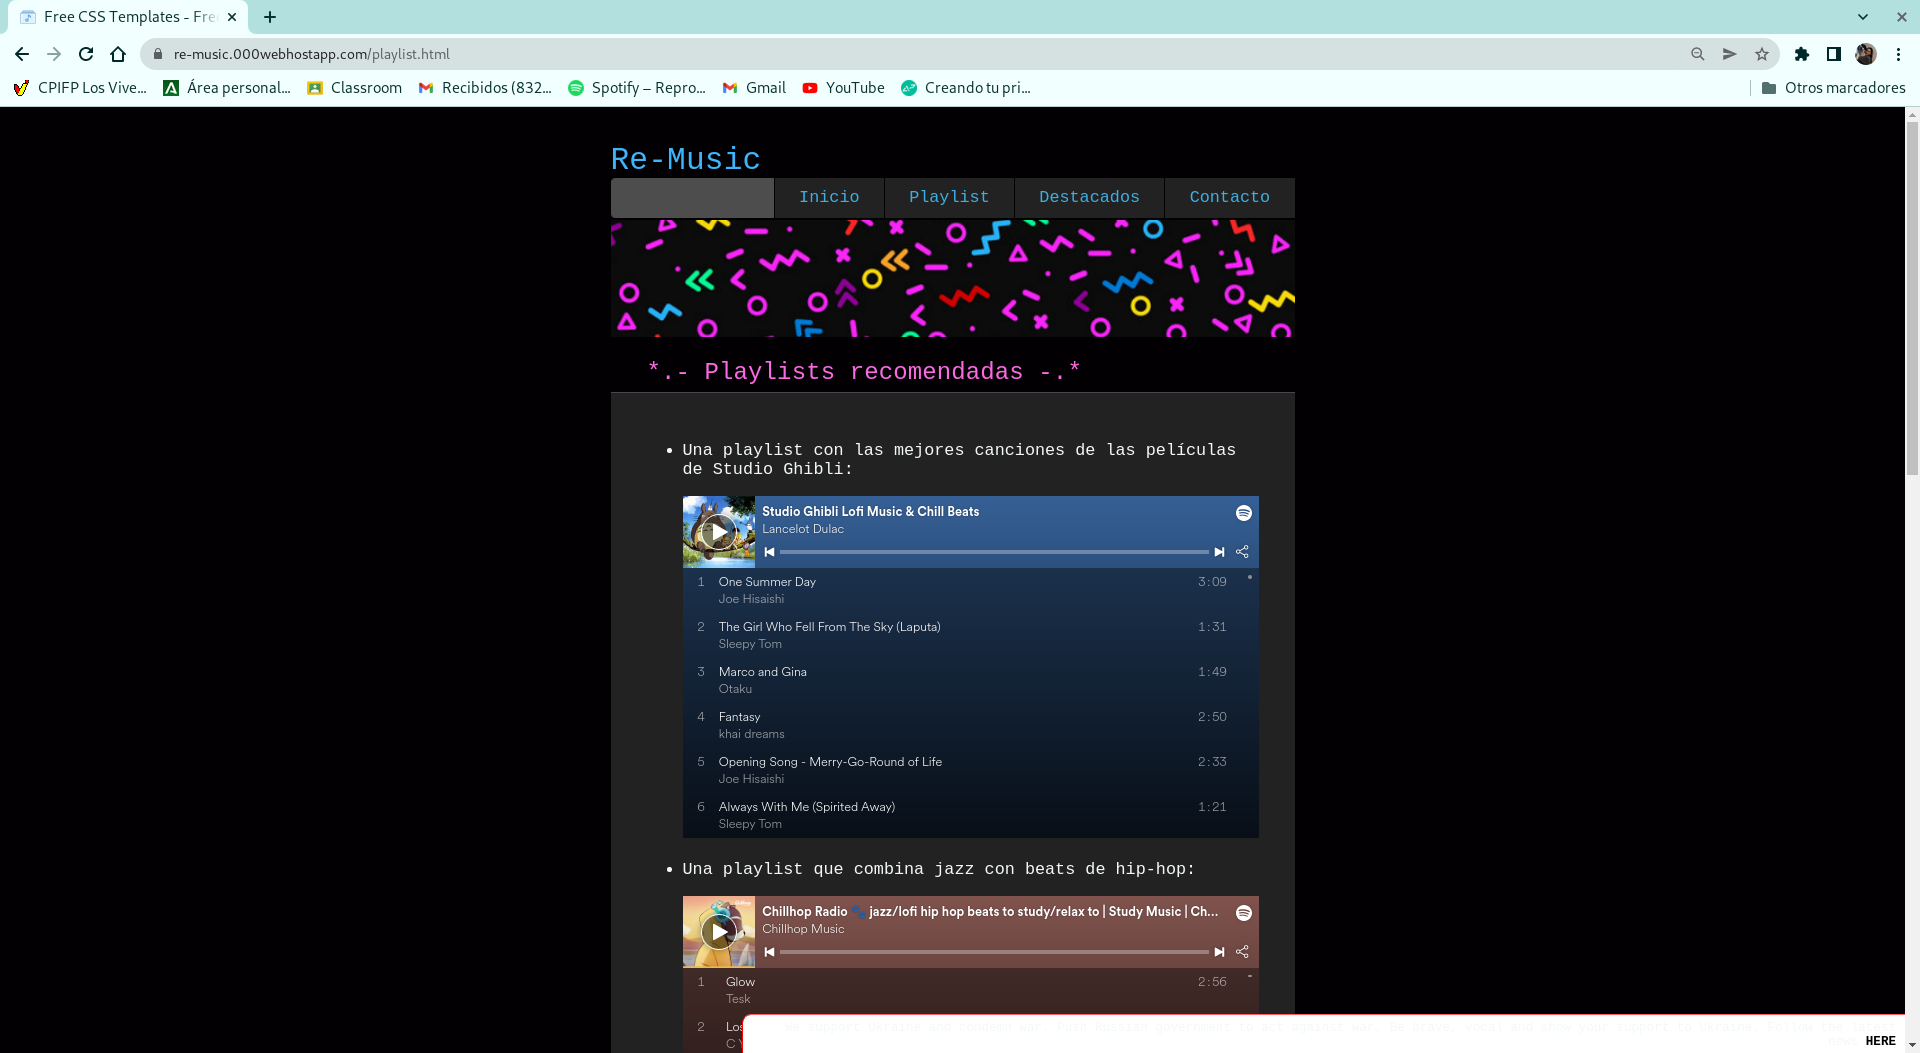 Free CSS Templates - Fre
re-music.000webhostapp.com/playlist.html
CPIFP Los Vive... Área personal... Classroom Recibidos (832... Spotify – Repro... Gmail YouTube Creando tu pri... Otros marcadores
Re-Music
Inicio Playlist Destacados Contacto
*.- Playlists recomendadas -.*
Una playlist con las mejores canciones de las películas
de Studio Ghibli:
Studio Ghibli Lofi Music & Chill Beats
Lancelot Dulac
1 One Summer Day 3:09
Joe Hisaishi
2 The Girl Who Fell From The Sky (Laputa) 1:31
Sleepy Tom
3 Marco and Gina 1:49
Otaku
4 Fantasy 2:50
khai dreams
5 Opening Song - Merry-Go-Round of Life 2:33
Joe Hisaishi
6 Always With Me (Spirited Away) 1:21
Sleepy Tom
Una playlist que combina jazz con beats de hip-hop:
Chillhop Radio 🐾 jazz/lofi hip hop beats to study/relax to | Study Music | Ch...
Chillhop Music
1 Glow 2:56
Tesk
2
HERE